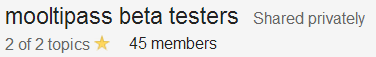 mooltipass beta testers Shared privately
2 of 2 topics 45 members